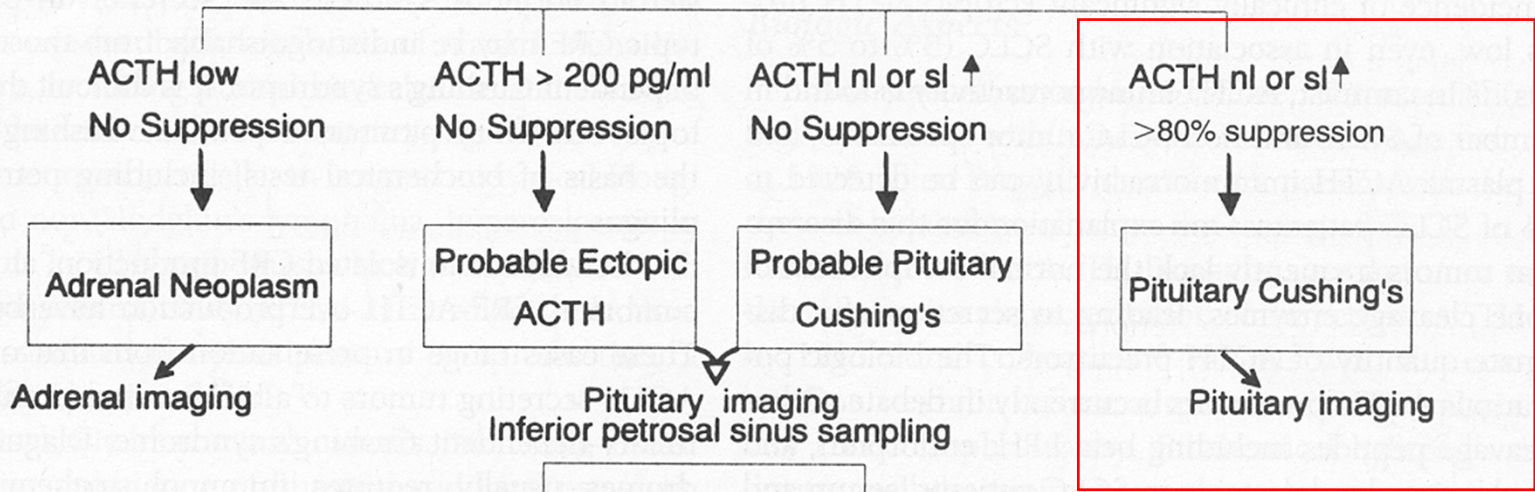 ACTH low
No Suppression
Adrenal Neoplasm
Adrenal imaging
ACTH > 200 pg/ml
No Suppression
Probable Ectopic
ACTH
ACTH nl or sl ↑
No Suppression
Probable Pituitary
Cushing's
Pituitary imaging
Inferior petrosal sinus sampling
ACTH nl or sl ↑
>80% suppression
Pituitary Cushing's
Pituitary imaging